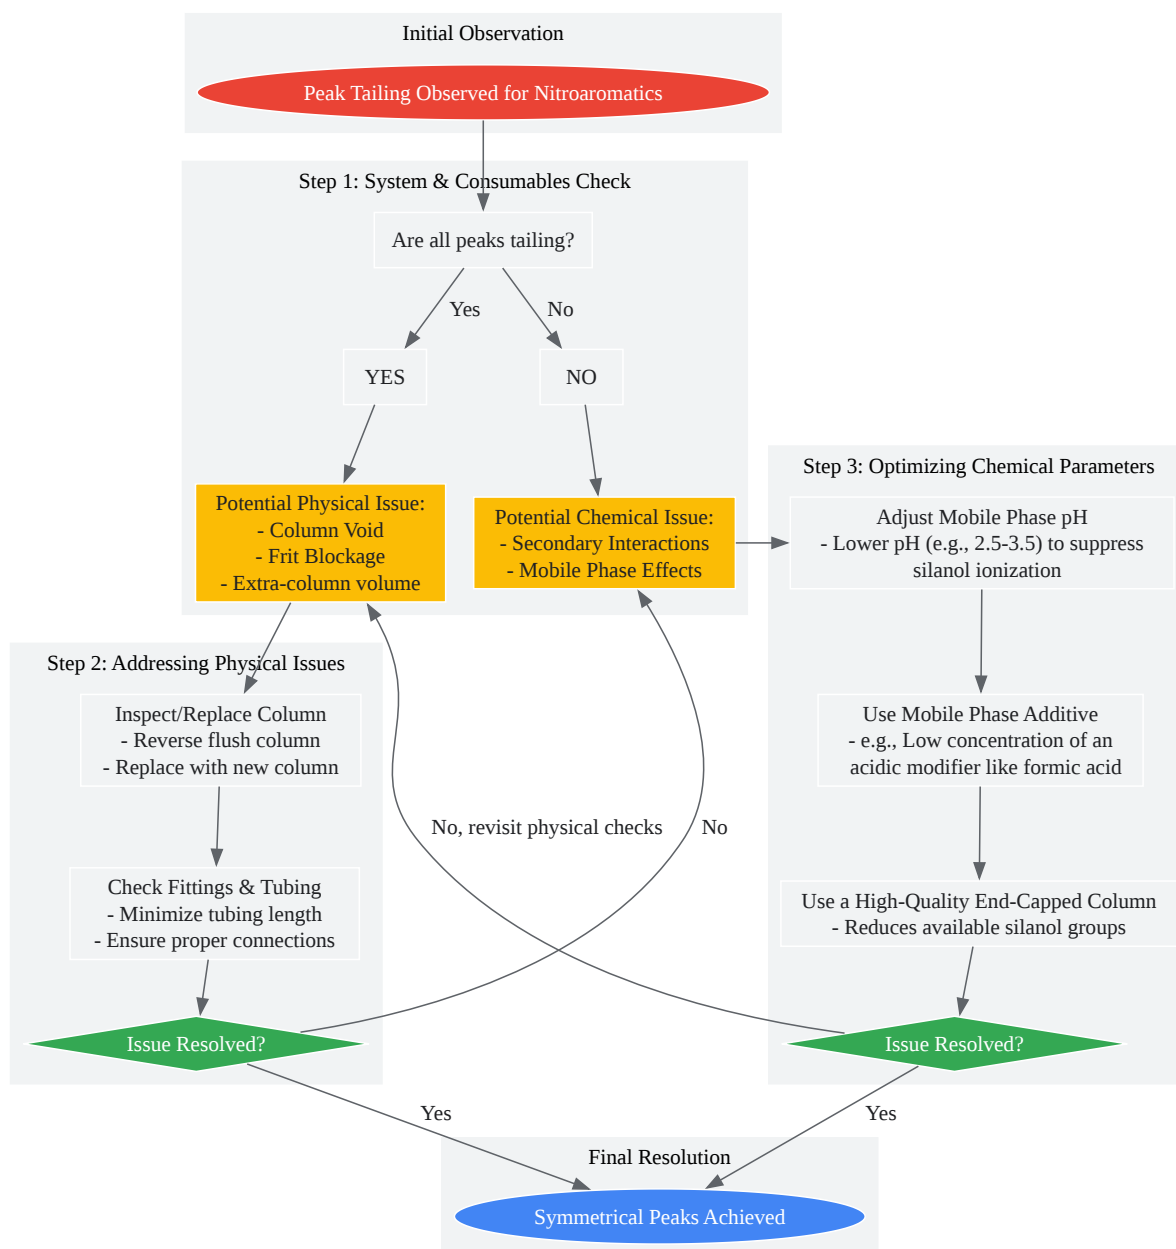 Initial Observation
Peak Tailing Observed for Nitroaromatics
Step 1: System & Consumables Check
Are all peaks tailing?
Yes
No
YES
NO
Potential Physical Issue:
- Column Void
- Frit Blockage
- Extra-column volume
Potential Chemical Issue:
- Secondary Interactions
- Mobile Phase Effects
Step 2: Addressing Physical Issues
Inspect/Replace Column
- Reverse flush column
- Replace with new column
Check Fittings & Tubing
- Minimize tubing length
- Ensure proper connections
Issue Resolved?
No, revisit physical checks
No
Step 3: Optimizing Chemical Parameters
Adjust Mobile Phase pH
- Lower pH (e.g., 2.5-3.5) to suppress
silanol ionization
Use Mobile Phase Additive
- e.g., Low concentration of an
acidic modifier like formic acid
Use a High-Quality End-Capped Column
- Reduces available silanol groups
Issue Resolved?
Yes
Yes
Final Resolution
Symmetrical Peaks Achieved